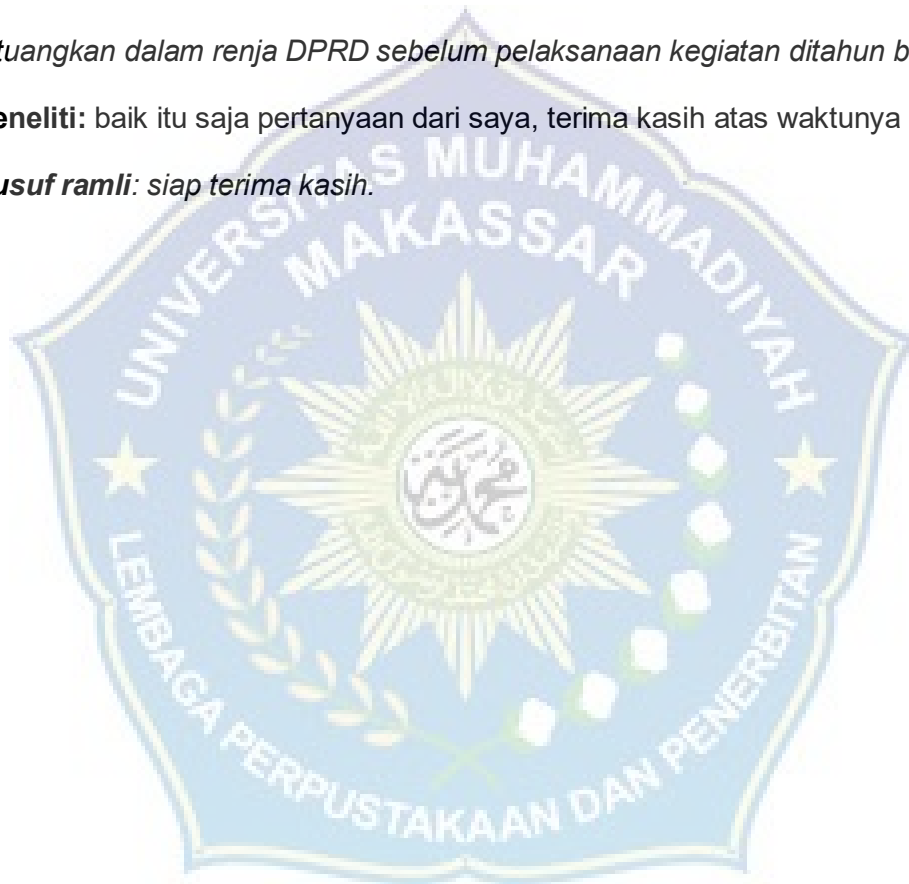 tuangkan dalam renja DPRD sebelum pelaksanaan kegiatan ditahun b
eneliti: baik itu saja pertanyaan dari saya, terima kasih atas waktunya
usuf ramli: siap terima kasih.
UNIVERSITAS MUHAMMADIYAH
MAKASSAR
LEMBAGA PERPUSTAKAAN DAN PENERBITAN